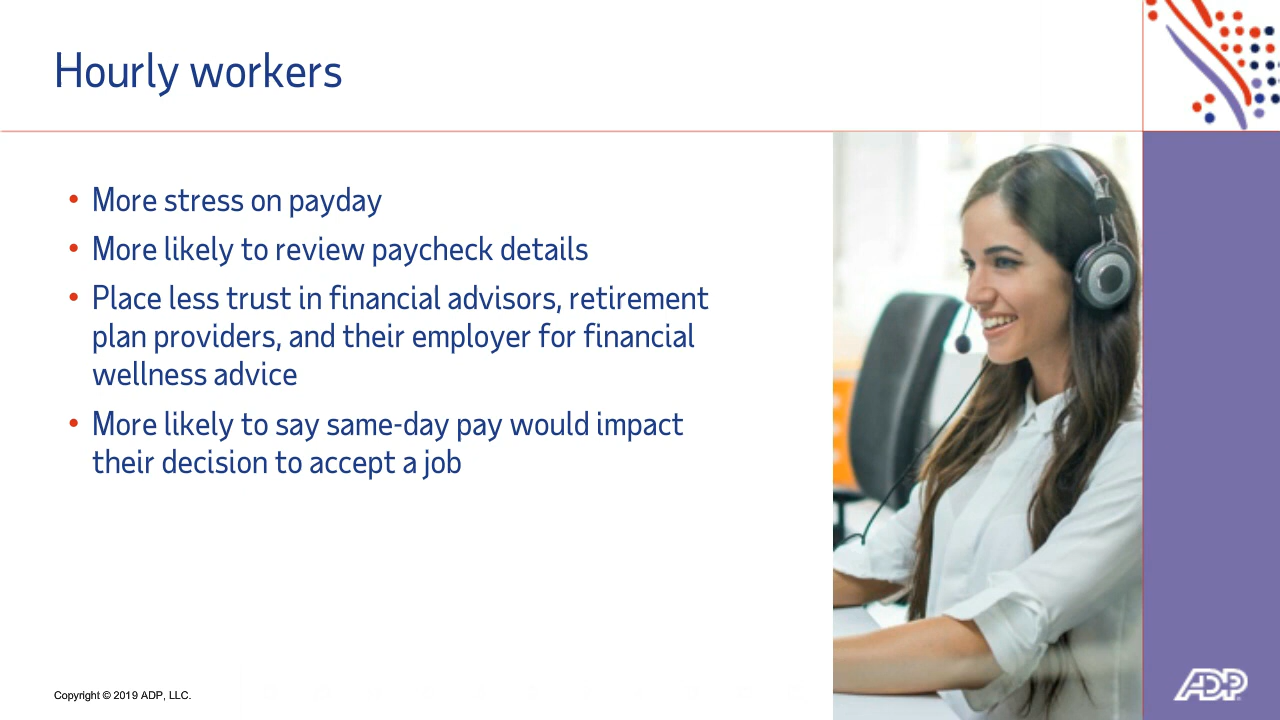 Hourly workers
• More stress on payday
• More likely to review paycheck details
• Place less trust in financial advisors, retirement
plan providers, and their employer for financial
wellness advice
• More likely to say same-day pay would impact
their decision to accept a job
Copyright © 2019 ADP, LLC.
ADP